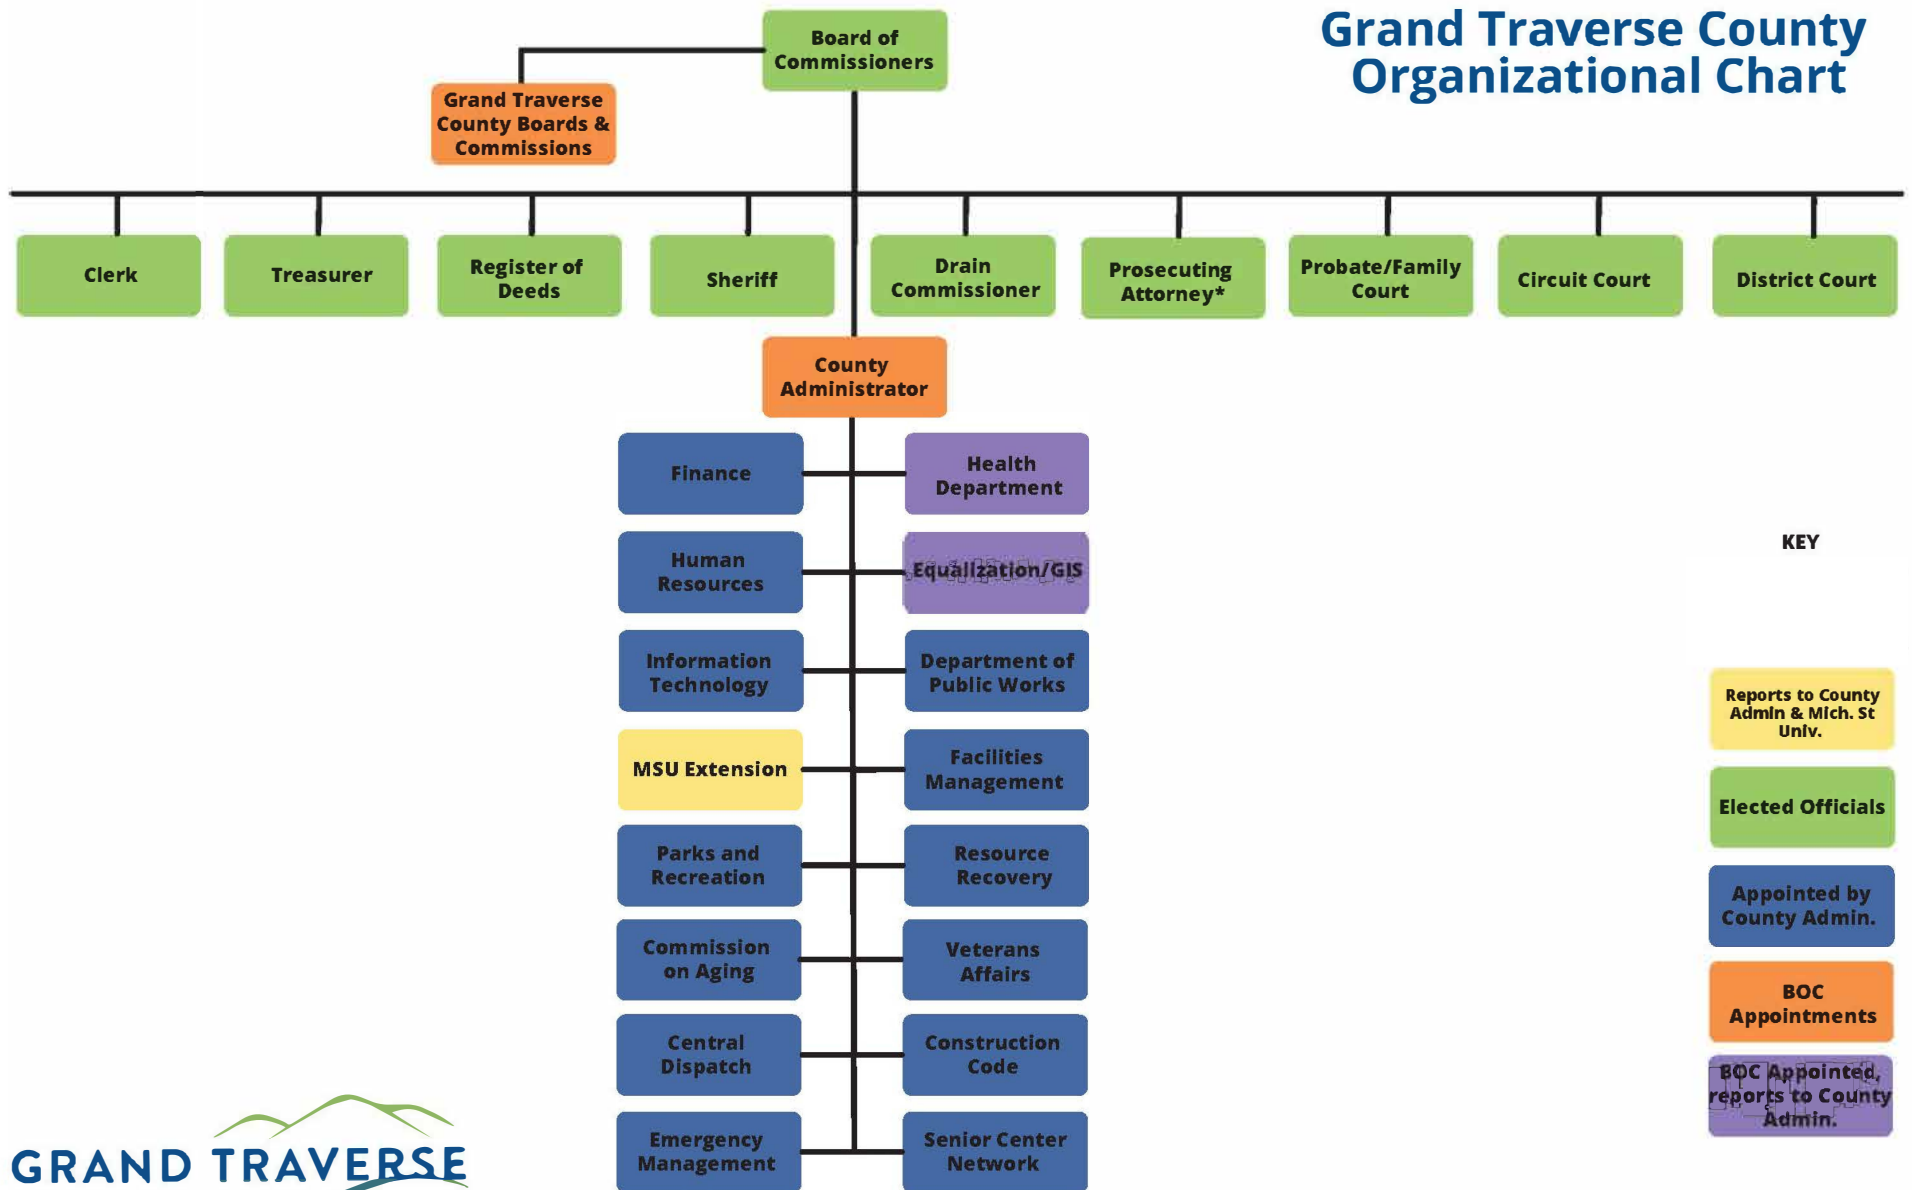 Grand Traverse County
Organizational Chart
Board of
Commissioners
Grand Traverse
County Boards &
Commissions
Clerk
Treasurer
Register of
Deeds
Sheriff
Drain
Commissioner
Prosecuting
Attorney*
Probate/Family
Court
Circuit Court
District Court
County
Administrator
Finance
Health
Department
Human
Resources
Equalization/GIS
Information
Technology
Department of
Public Works
MSU Extension
Facilities
Management
Parks and
Recreation
Resource
Recovery
Commission
on Aging
Veterans
Affairs
Central
Dispatch
Construction
Code
Emergency
Management
Senior Center
Network
KEY
Reports to County
Admin & Mich. St
Univ.
Elected Officials
Appointed by
County Admin.
BOC
Appointments
BOC Appointed,
reports to County
Admin.
GRAND TRAVERSE